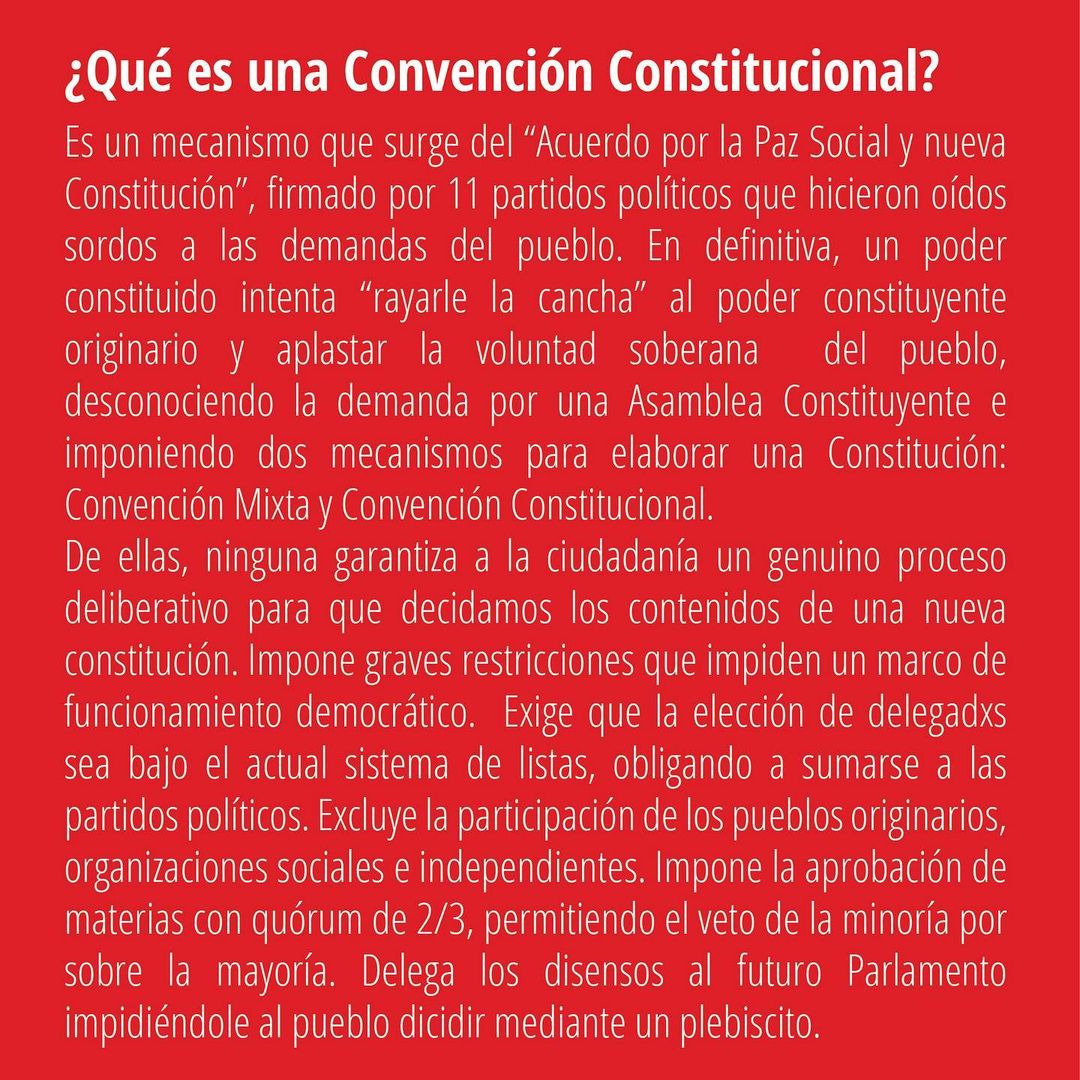 ¿Qué es una Convención Constitucional?
Es un mecanismo que surge del “Acuerdo por la Paz Social y nueva
Constitución”, firmado por 11 partidos políticos que hicieron oídos
sordos a las demandas del pueblo. En definitiva, un poder
constituido intenta “rayarle la cancha” al poder constituyente
originario y aplastar la voluntad soberana del pueblo,
desconociendo la demanda por una Asamblea Constituyente e
imponiendo dos mecanismos para elaborar una Constitución:
Convención Mixta y Convención Constitucional.
De ellas, ninguna garantiza a la ciudadanía un genuino proceso
deliberativo para que decidamos los contenidos de una nueva
constitución. Impone graves restricciones que impiden un marco de
funcionamiento democrático. Exige que la elección de delegadxs
sea bajo el actual sistema de listas, obligando a sumarse a las
partidos políticos. Excluye la participación de los pueblos originarios,
organizaciones sociales e independientes. Impone la aprobación de
materias con quórum de 2/3, permitiendo el veto de la minoría por
sobre la mayoría. Delega los disensos al futuro Parlamento
impidiéndole al pueblo dicidir mediante un plebiscito.